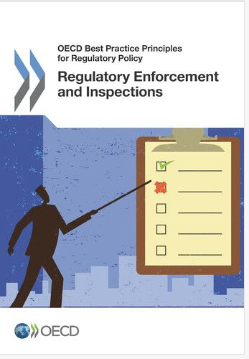 OECD Best Practice Principles
for Regulatory Policy
Regulatory Enforcement
and Inspections
OECD